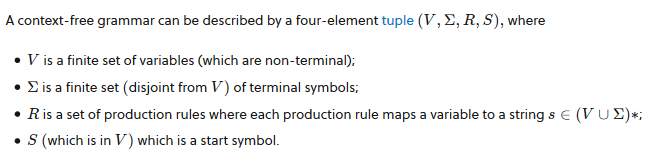 A context-free grammar can be described by a four-element tuple (V, Σ, R, S), where
• V is a finite set of variables (which are non-terminal);
• Σ is a finite set (disjoint from V) of terminal symbols;
• R is a set of production rules where each production rule maps a variable to a string s ∈ (V ∪ Σ)∗;
• S (which is in V) which is a start symbol.